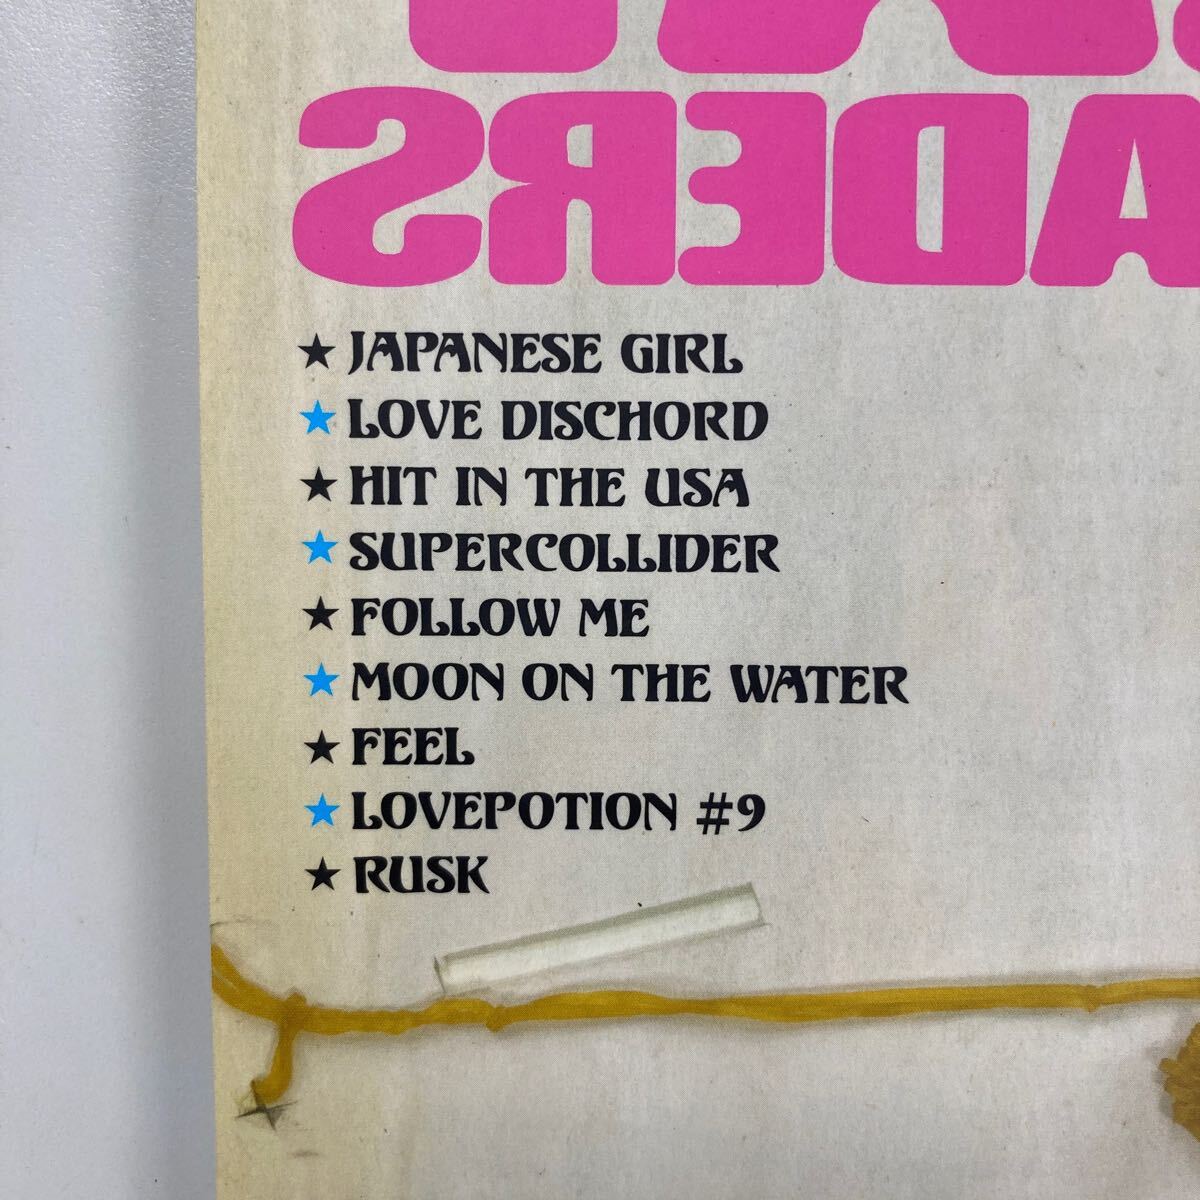 ADERS
★ JAPANESE GIRL
★ LOVE DISCHORD
★ HIT IN THE USA
★ SUPERCOLLIDER
★ FOLLOW ME
★ MOON ON THE WATER
★ FEEL
★ LOVEPOTION #9
★ RUSK